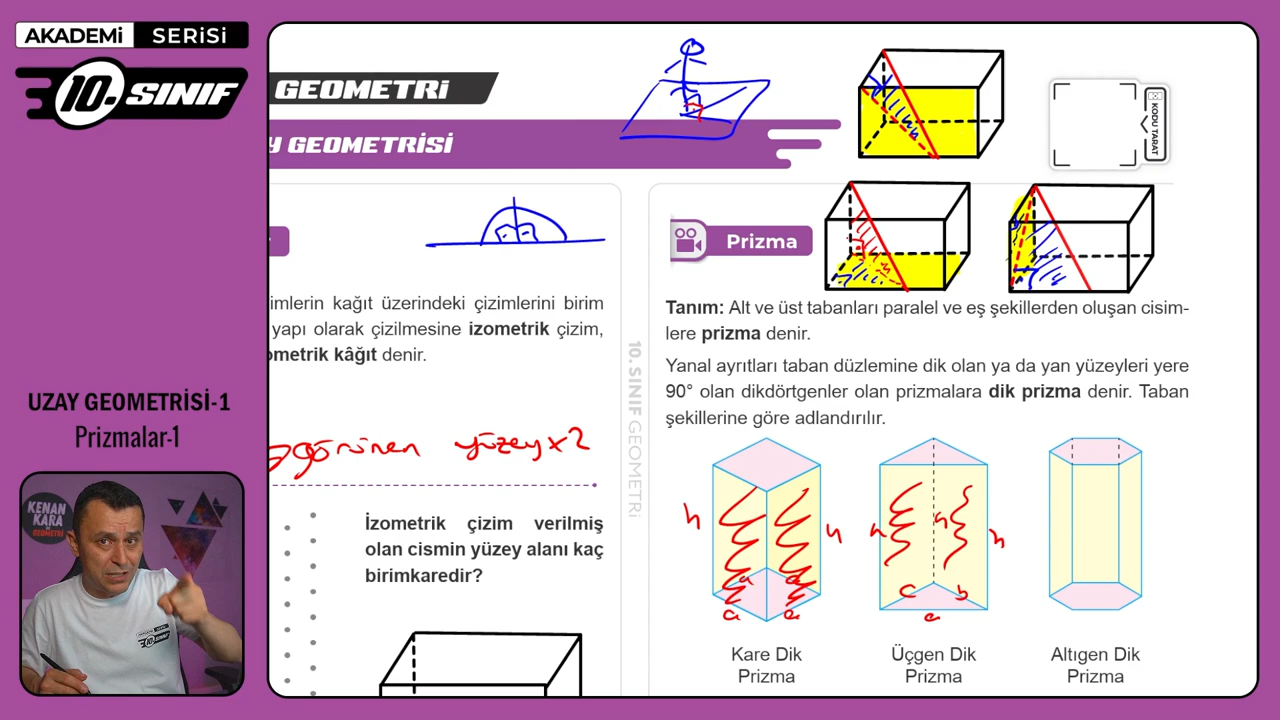 AKADEMİ SERİSİ
10. SINIF
GEOMETRİ
Y GEOMETRİSİ
KODU TARAT
Prizma
imlerin kağıt üzerindeki çizimlerini birim
yapı olarak çizilmesine izometrik çizim,
ometrik kâğıt denir.
görünen yüzey x 2
İzometrik çizim verilmiş
olan cismin yüzey alanı kaç
birimkaredir?
10. SINIF GEOMETRİ
Tanım: Alt ve üst tabanları paralel ve eş şekillerden oluşan cisim-
lere prizma denir.
Yanal ayrıtları taban düzlemine dik olan ya da yan yüzeyleri yere
90° olan dikdörtgenler olan prizmalara dik prizma denir. Taban
şekillerine göre adlandırılır.
h h h h h
a a c b
a a a
Kare Dik
Prizma
Üçgen Dik
Prizma
Altıgen Dik
Prizma
UZAY GEOMETRİSİ-1
Prizmalar-1
KENAN
KARA
GEOMETRİ
10. SINIF